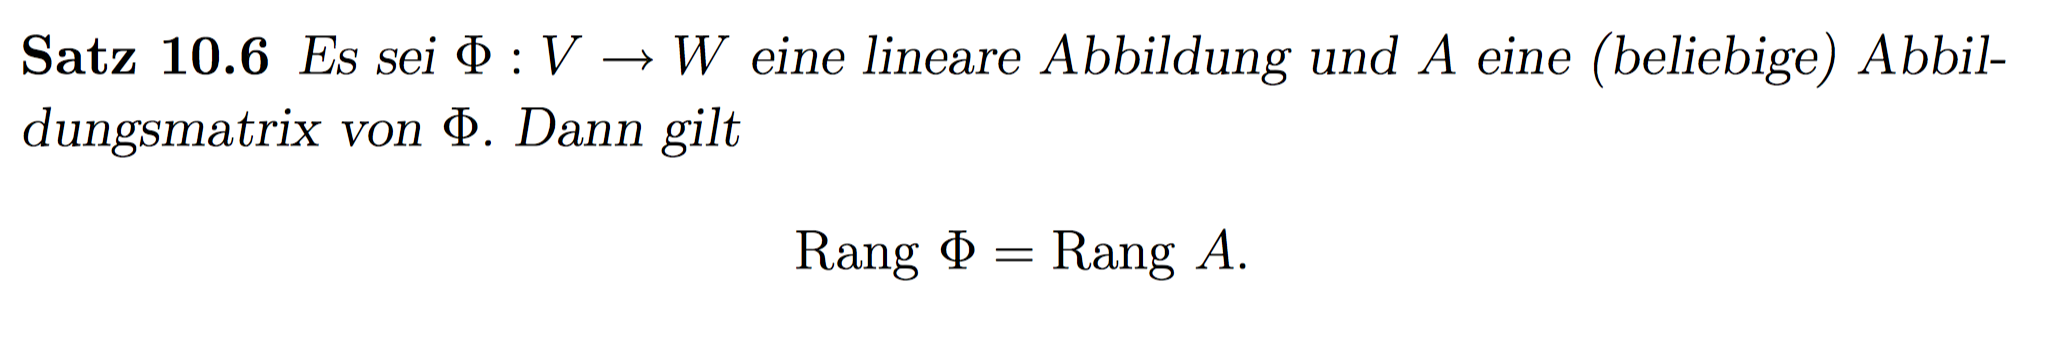 Satz 10.6 Es sei Φ : V → W eine lineare Abbildung und A eine (beliebige) Abbil-
dungsmatrix von Φ. Dann gilt
Rang Φ = Rang A.